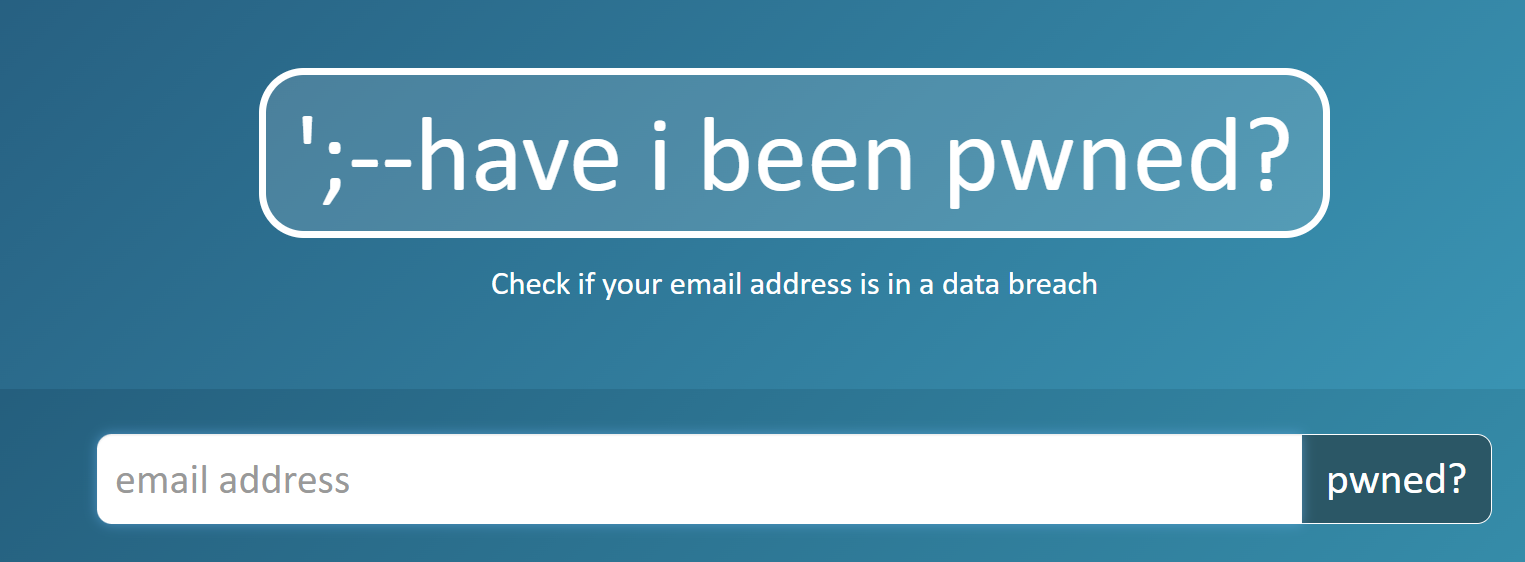 ';--have i been pwned?
Check if your email address is in a data breach
email address
pwned?